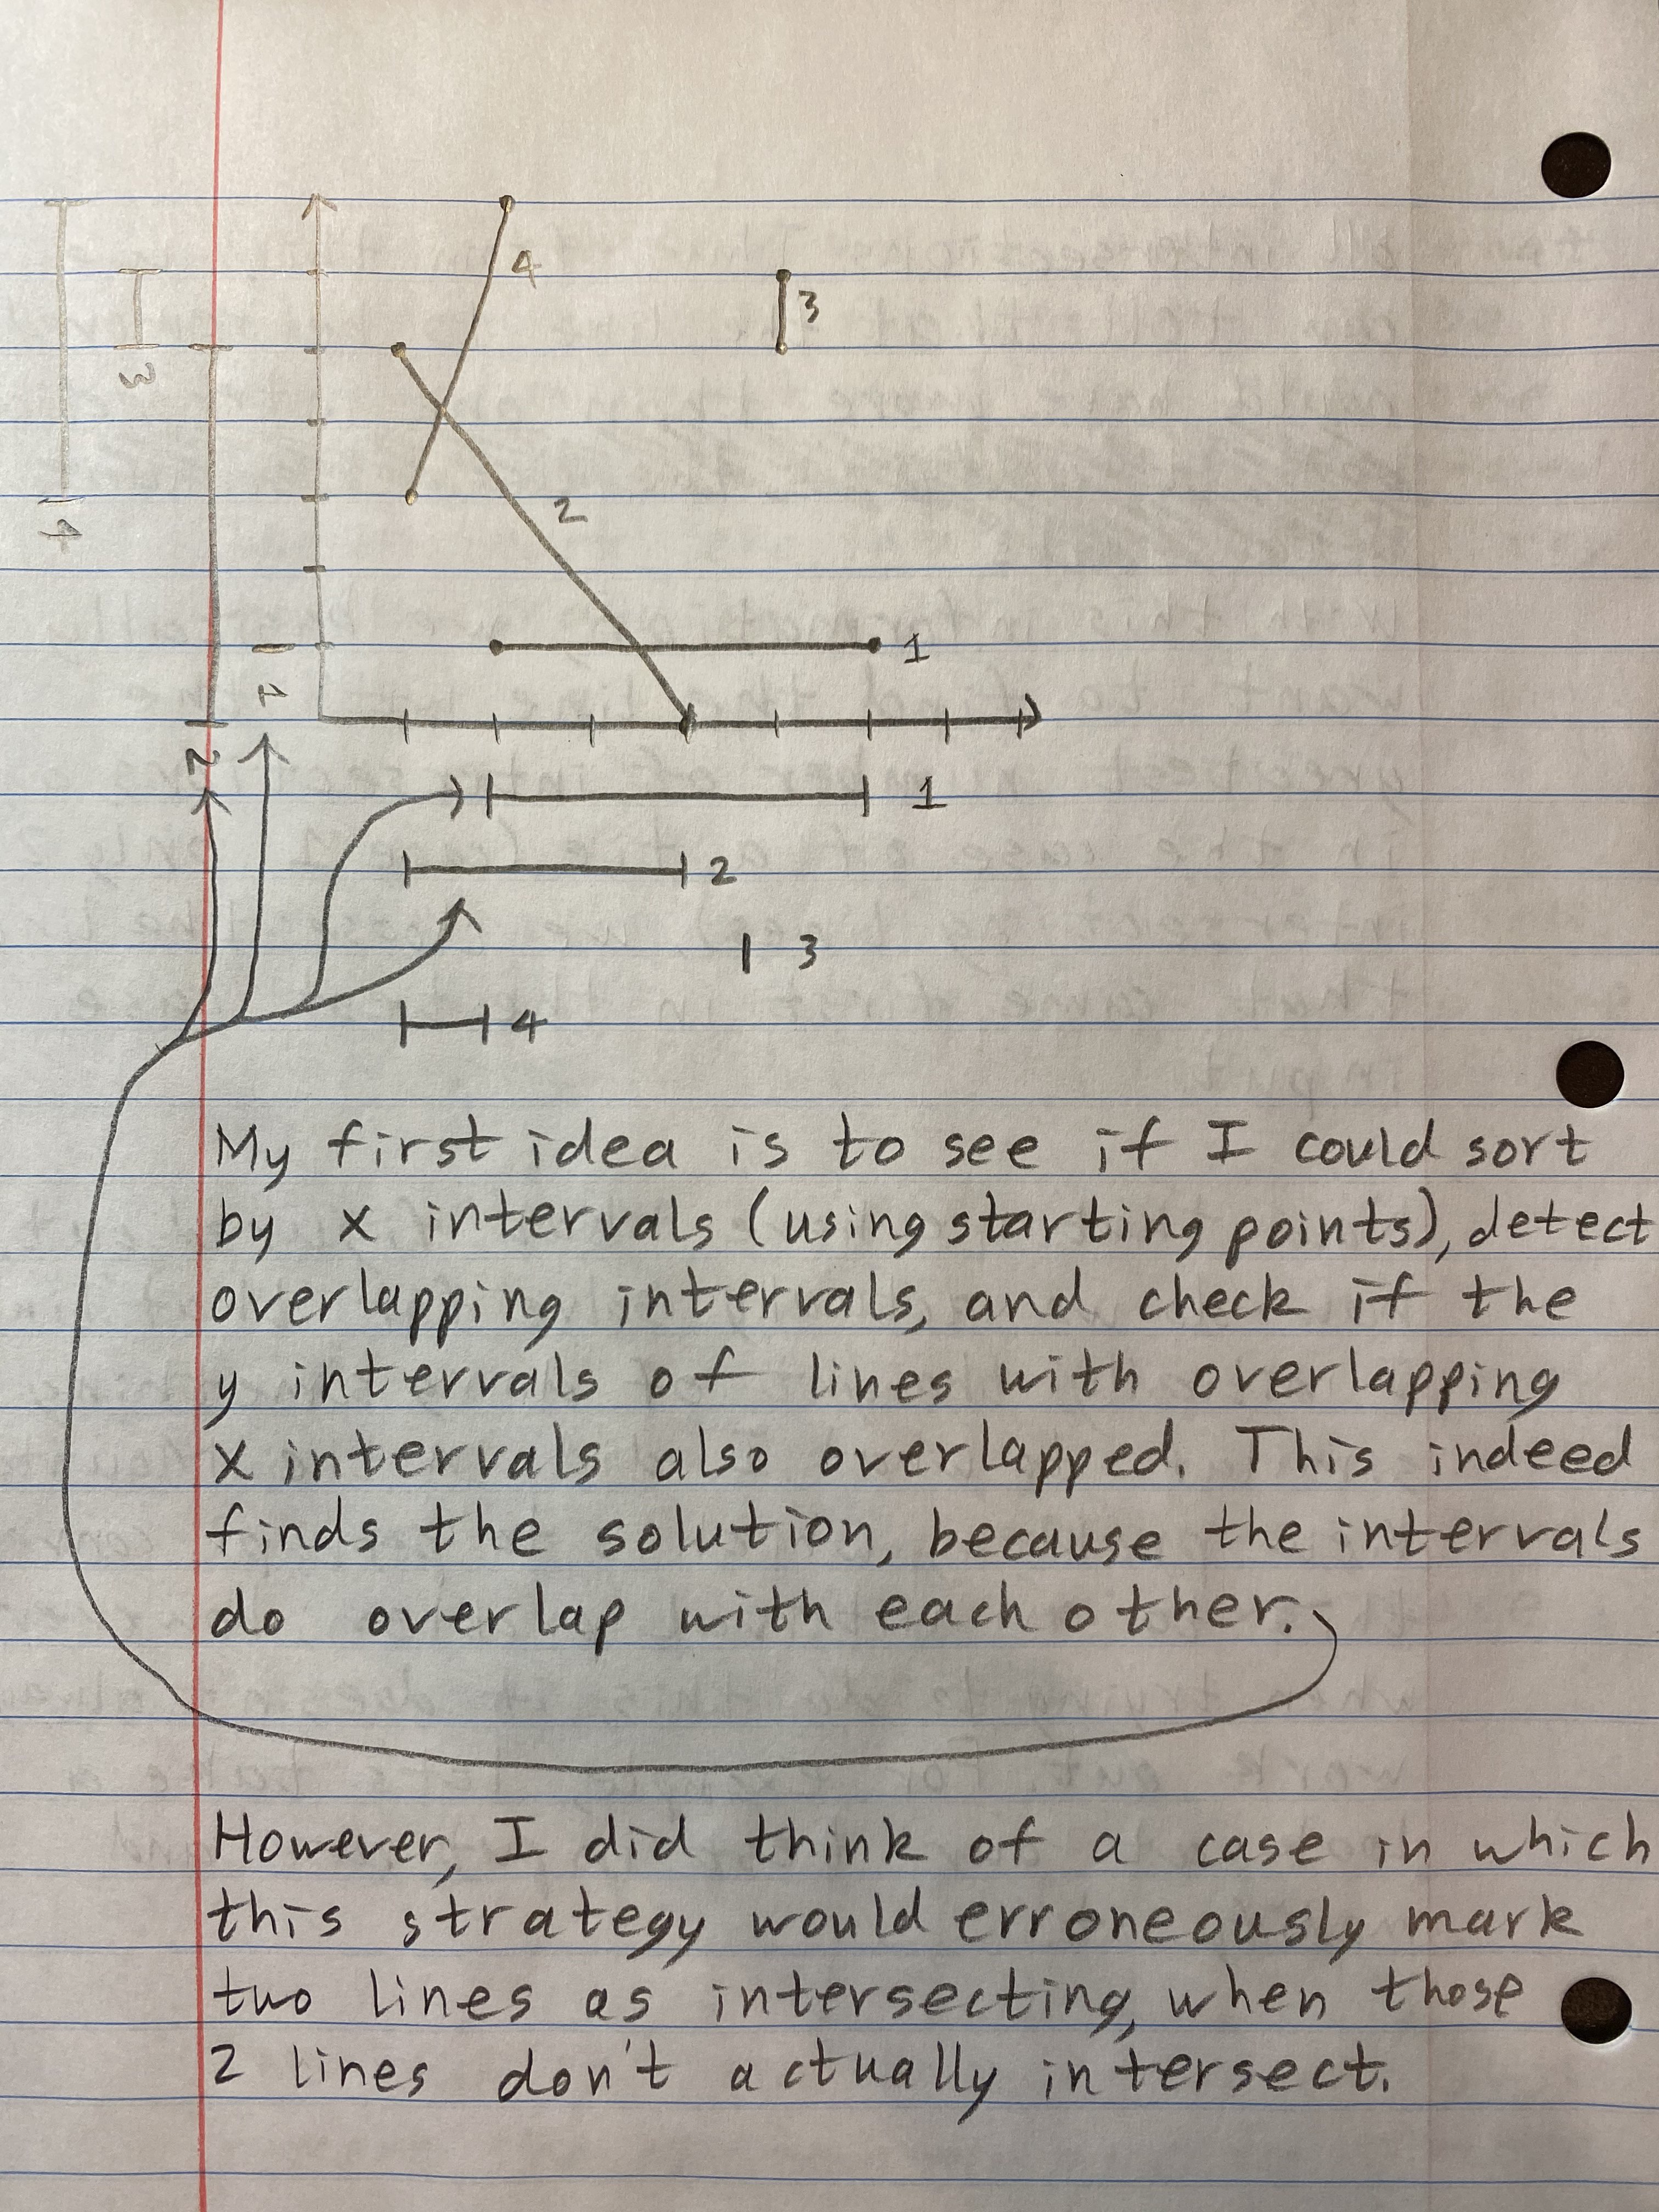 4
3
3
4
2
1
1
2
1
2
3
4
My first idea is to see if I could sort
by x intervals (using starting points), detect
overlapping intervals, and check if the
y intervals of lines with overlapping
x intervals also overlapped. This indeed
finds the solution, because the intervals
do overlap with each other.
However, I did think of a case in which
this strategy would erroneously mark
two lines as intersecting, when those
2 lines don't actually intersect.